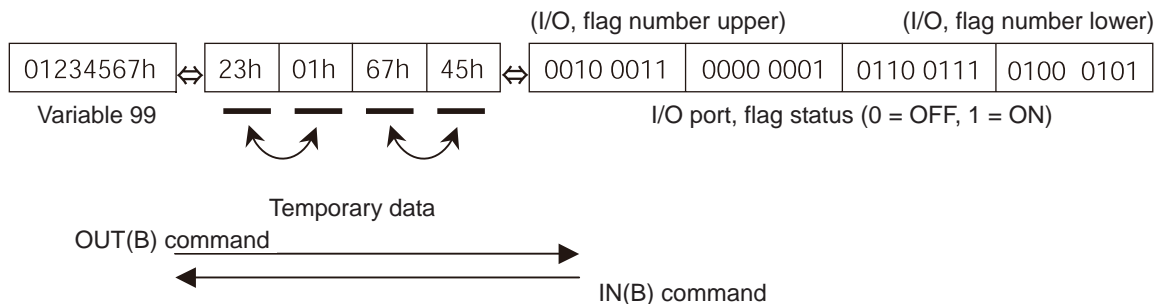 (I/O, flag number upper) (I/O, flag number lower)
01234567h ⇔ 23h 01h 67h 45h ⇔ 0010 0011 0000 0001 0110 0111 0100 0101
Variable 99 I/O port, flag status (0 = OFF, 1 = ON)
Temporary data
OUT(B) command
IN(B) command